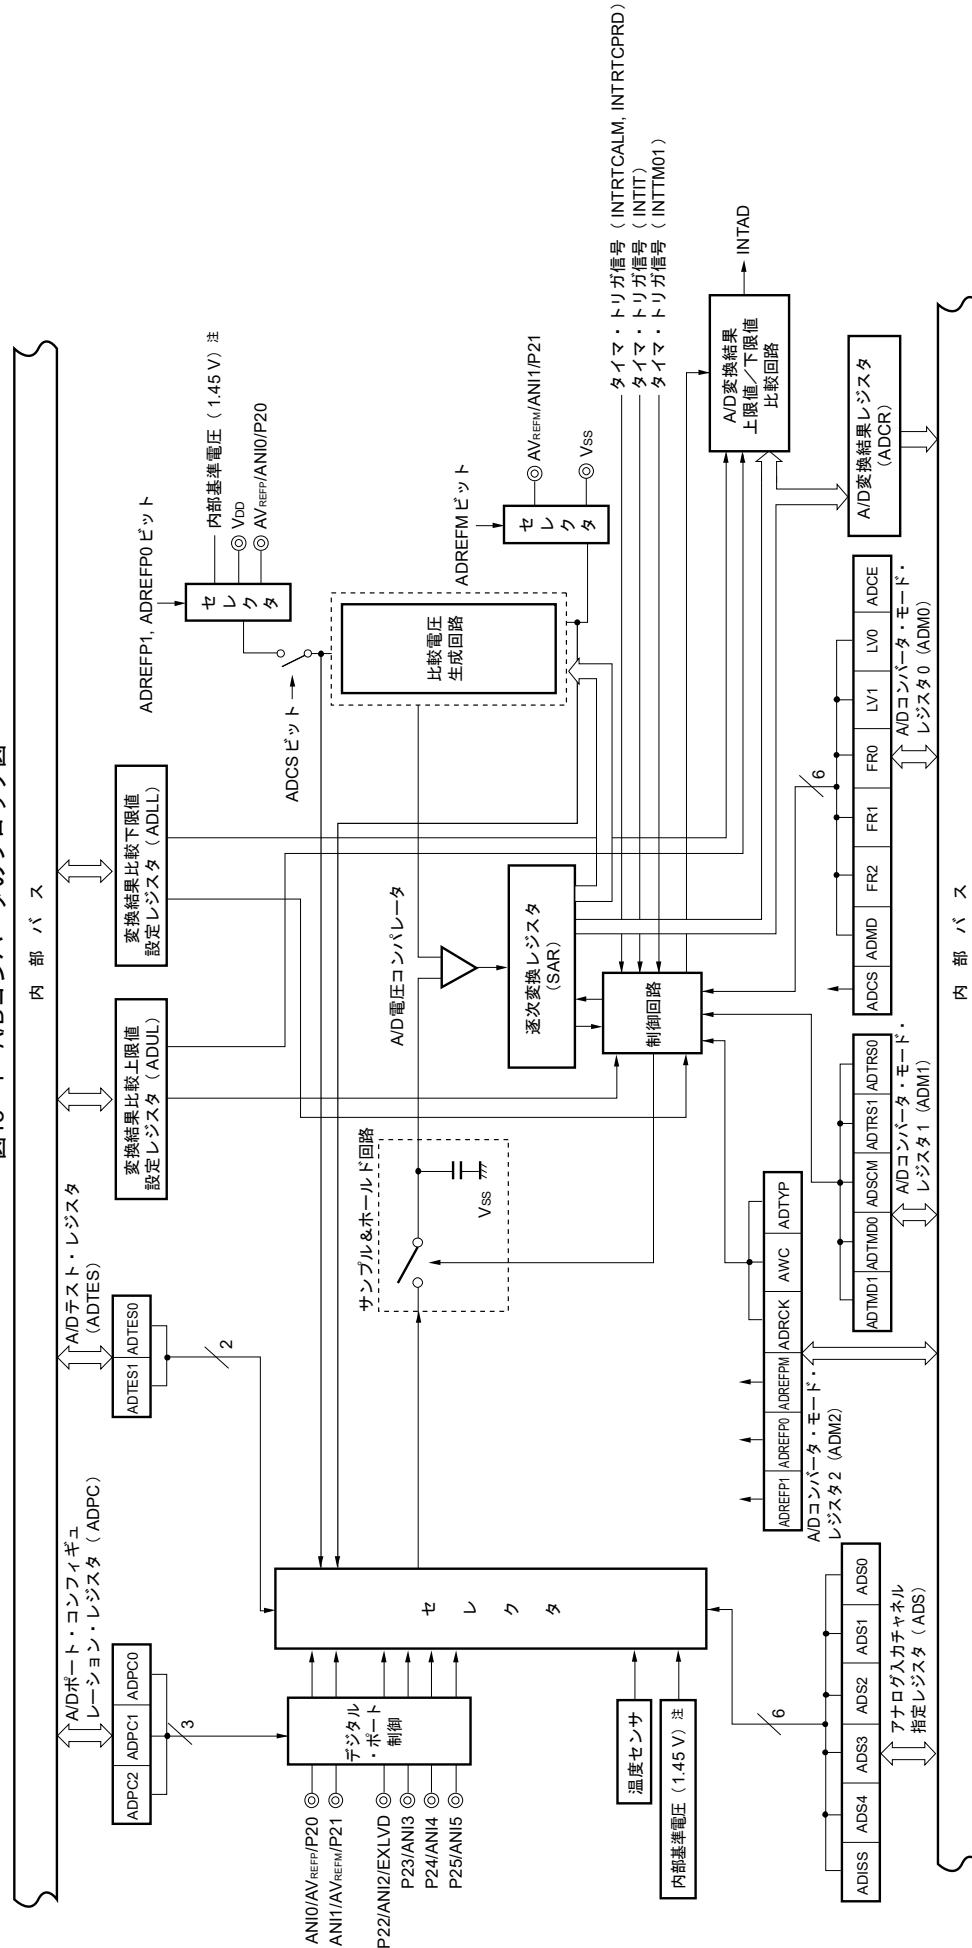 内 部 バ ス
A/Dポート・コンフィギュ
レーション・レジスタ（ADPC）
ADPC2 ADPC1 ADPC0
3
A/Dテスト・レジスタ
（ADTES）
ADTES1 ADTES0
2
変換結果比較上限値
設定レジスタ（ADUL）
変換結果比較下限値
設定レジスタ（ADLL）
ADREFP1, ADREFP0 ビット
セレクタ
内部基準電圧（1.45 V）注
VDD
AVREFP/ANI0/P20
ADCS ビット
比較電圧
生成回路
ADREFM ビット
セレクタ
AVREFM/ANI1/P21
VSS
ANI0/AVREFP/P20
ANI1/AVREFM/P21
P22/ANI2/EXLVD
P23/ANI3
P24/ANI4
P25/ANI5
デジタル
・ポート
制御
セ レ ク タ
サンプル&ホールド回路
VSS
A/D電圧コンパレータ
逐次変換レジスタ
（SAR）
制御回路
タイマ・トリガ信号（INTRTCALM, INTRTCPRD）
タイマ・トリガ信号（INTIT）
タイマ・トリガ信号（INTTM01）
A/D変換結果
上限値/下限値
比較回路
INTAD
温度センサ
内部基準電圧（1.45 V）注
6
ADISS ADS4 ADS3 ADS2 ADS1 ADS0
アナログ入力チャネル
指定レジスタ（ADS）
ADREFP1 ADREFP0 ADREFPM ADRCK AWC ADTYP
A/Dコンバータ・モード・
レジスタ2（ADM2）
ADTMD1 ADTMD0 ADSCM ADTRS1 ADTRS0
A/Dコンバータ・モード・
レジスタ1（ADM1）
6
ADCS ADMD FR2 FR1 FR0 LV1 LV0 ADCE
A/Dコンバータ・モード・
レジスタ0（ADM0）
A/D変換結果レジスタ
（ADCR）
内 部 バ ス